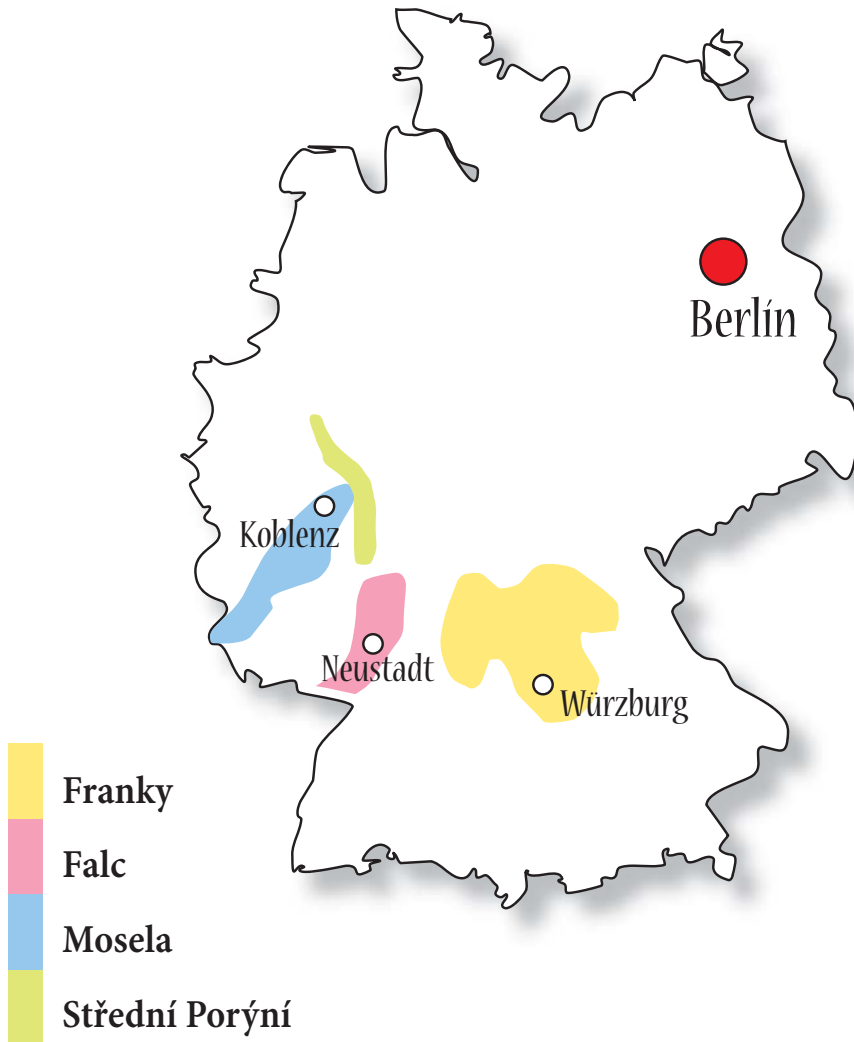 Berlín
Koblenz
Neustadt
Würzburg
Franky
Falc
Mosela
Střední Porýní